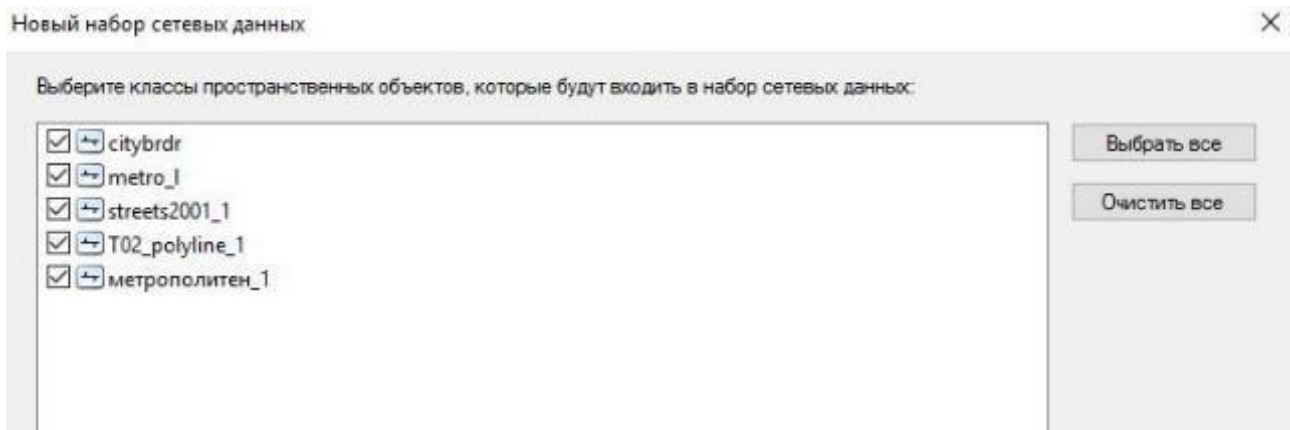 Новый набор сетевых данных
Выберите классы пространственных объектов, которые будут входить в набор сетевых данных:
citybrdr
metro_l
streets2001_1
T02_polyline_1
метрополитен_1
Выбрать все
Очистить все